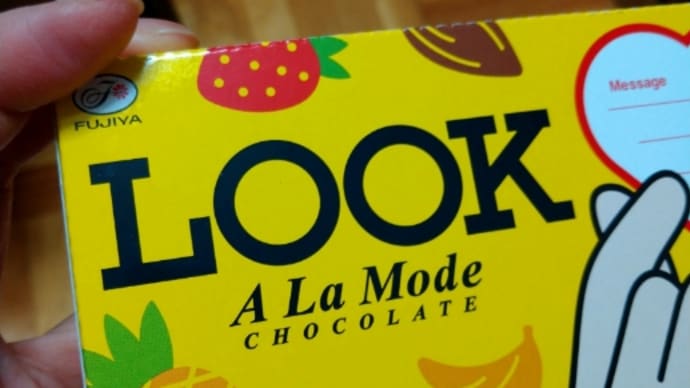 FUJIYA
LOOK
A La Mode
CHOCOLATE
Message